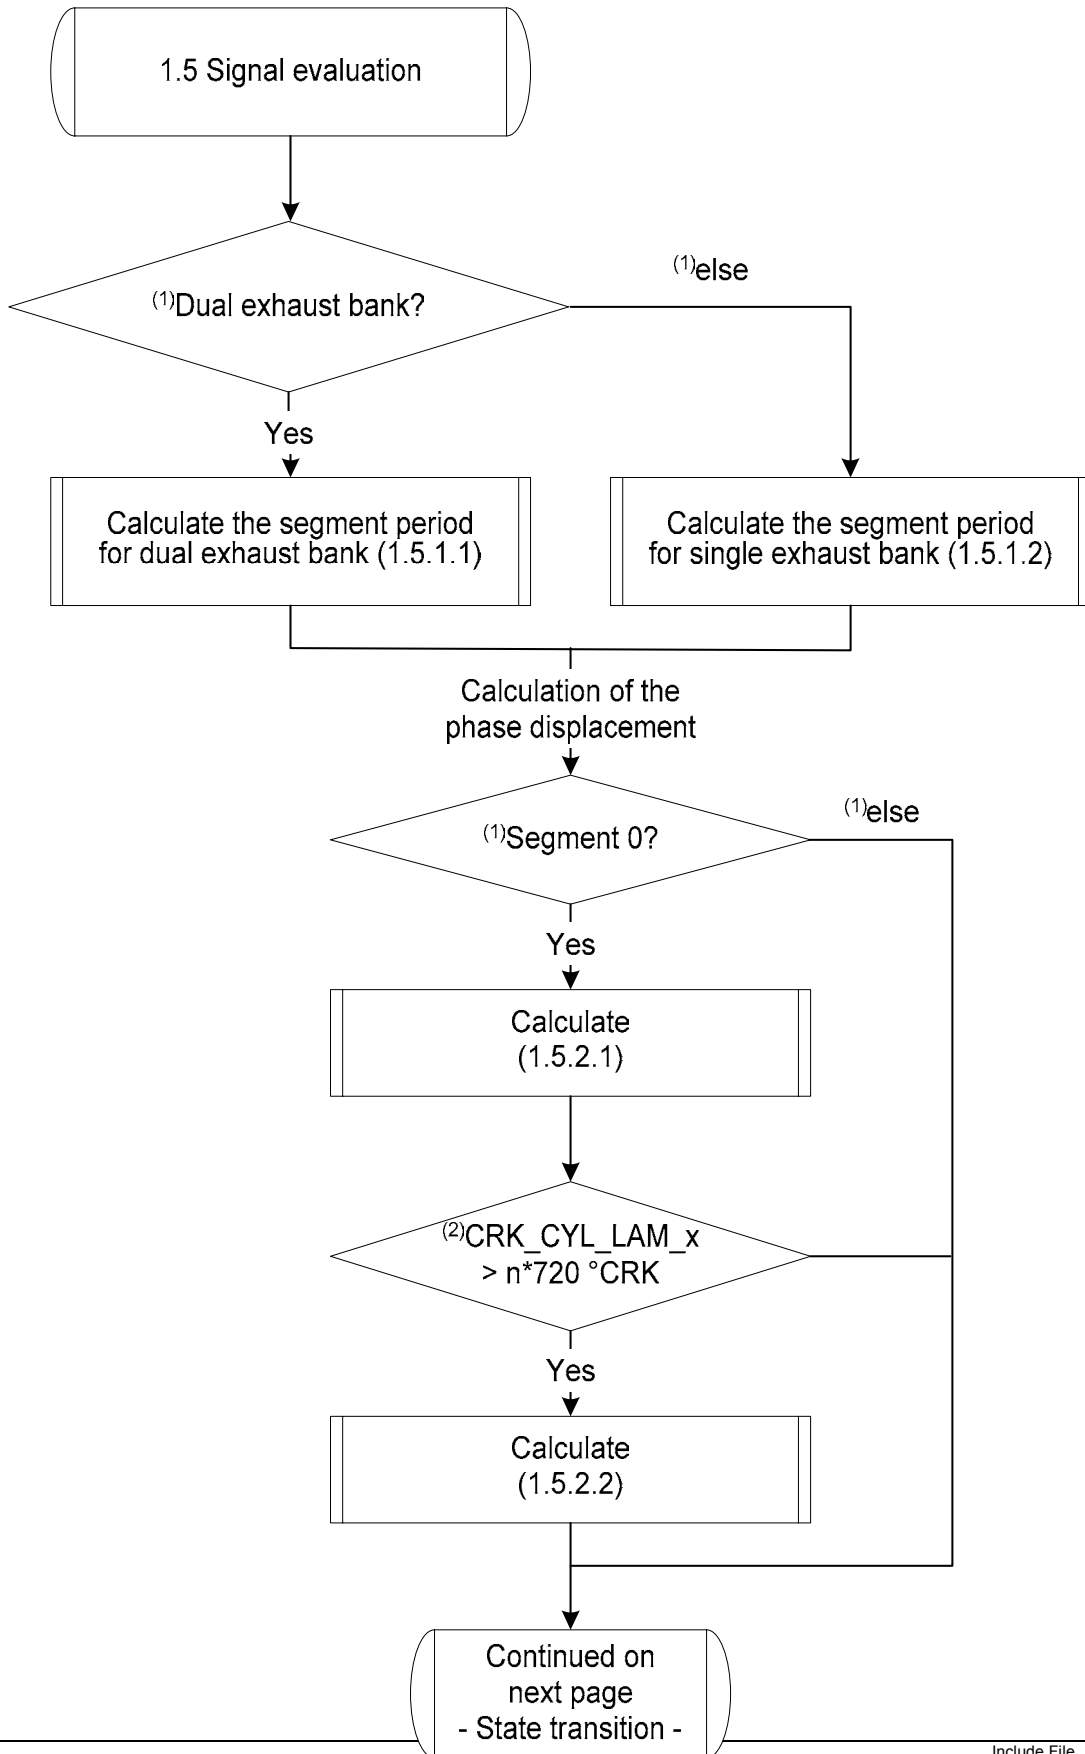 1.5 Signal evaluation
(1)Dual exhaust bank?
(1)else
Yes
Calculate the segment period
for dual exhaust bank (1.5.1.1)
Calculate the segment period
for single exhaust bank (1.5.1.2)
Calculation of the
phase displacement
(1)Segment 0?
(1)else
Yes
Calculate
(1.5.2.1)
(2)CRK_CYL_LAM_x
> n*720 °CRK
Yes
Calculate
(1.5.2.2)
Continued on
next page
- State transition -
Include File